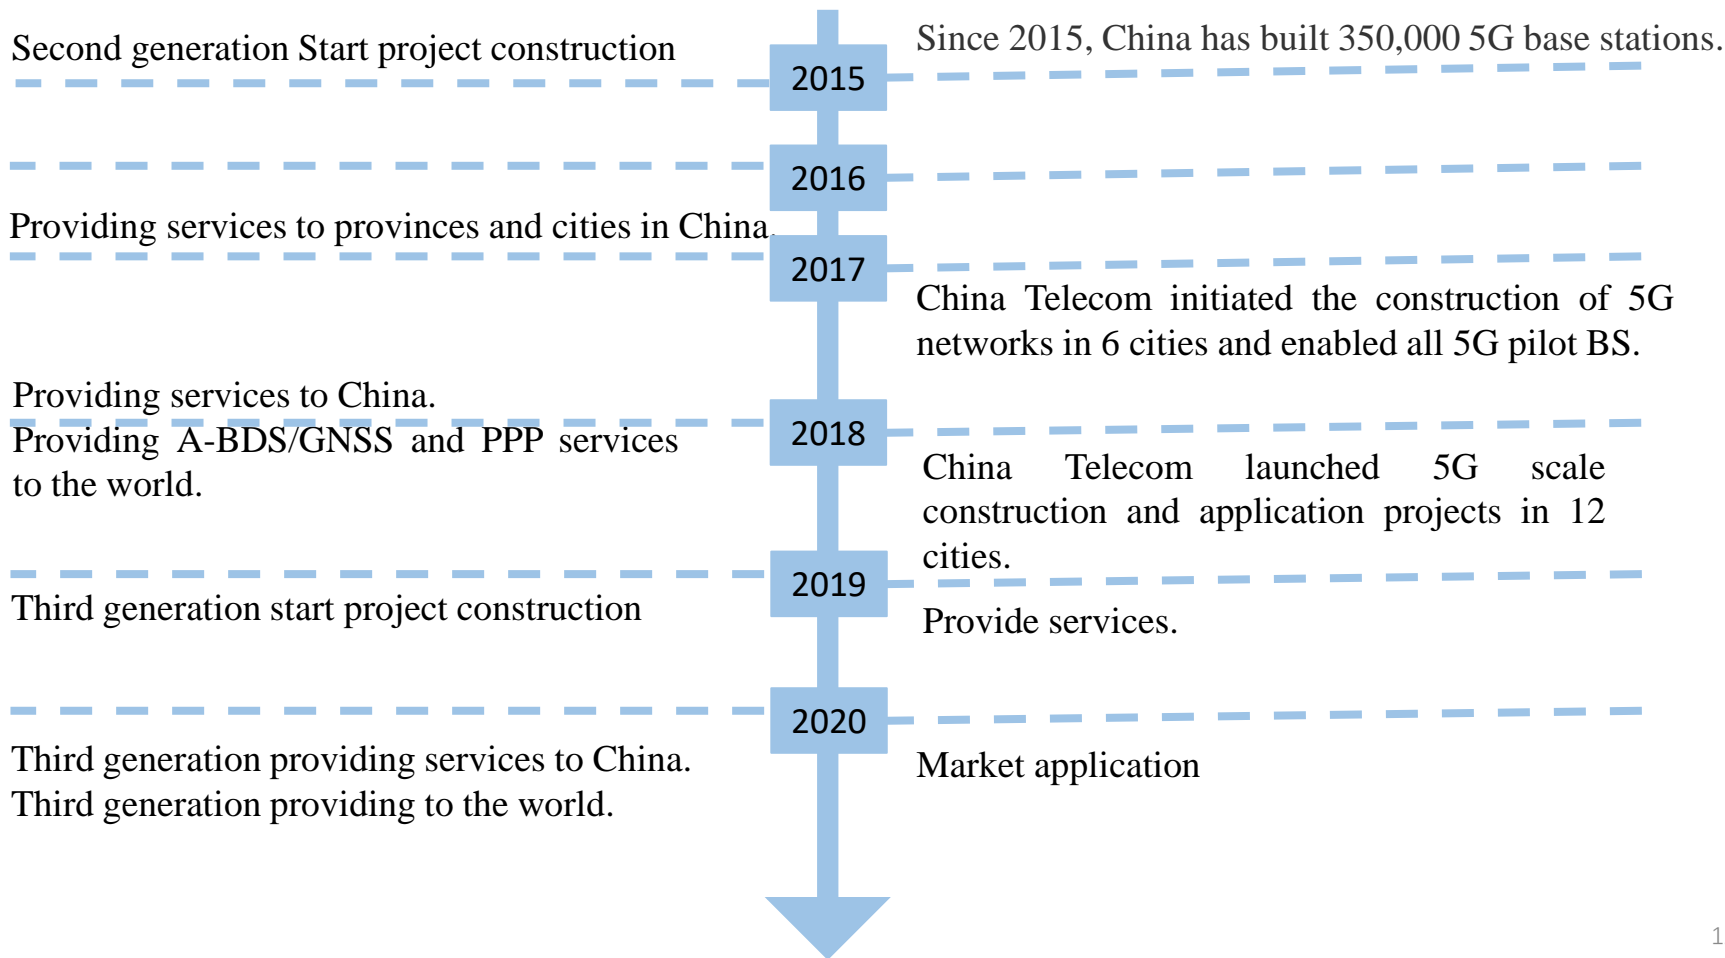 Second generation Start project construction
2015
Since 2015, China has built 350,000 5G base stations.
2016
Providing services to provinces and cities in China.
2017
China Telecom initiated the construction of 5G
networks in 6 cities and enabled all 5G pilot BS.
Providing services to China.
Providing A-BDS/GNSS and PPP services
to the world.
2018
China Telecom launched 5G scale
construction and application projects in 12
cities.
2019
Third generation start project construction
Provide services.
2020
Third generation providing services to China.
Third generation providing to the world.
Market application
1